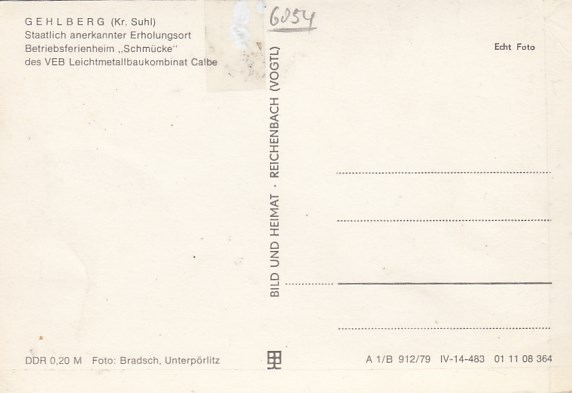 GEHLBERG (Kr. Suhl)
Staatlich anerkannter Erholungsort
Betriebsferienheim „Schmücke"
des VEB Leichtmetallbaukombinat Calbe
6054
Echt Foto
BILD UND HEIMAT · REICHENBACH (VOGTL)
DDR 0,20 M Foto: Bradsch, Unterpörlitz
A 1/B 912/79 IV-14-483 01 11 08 364